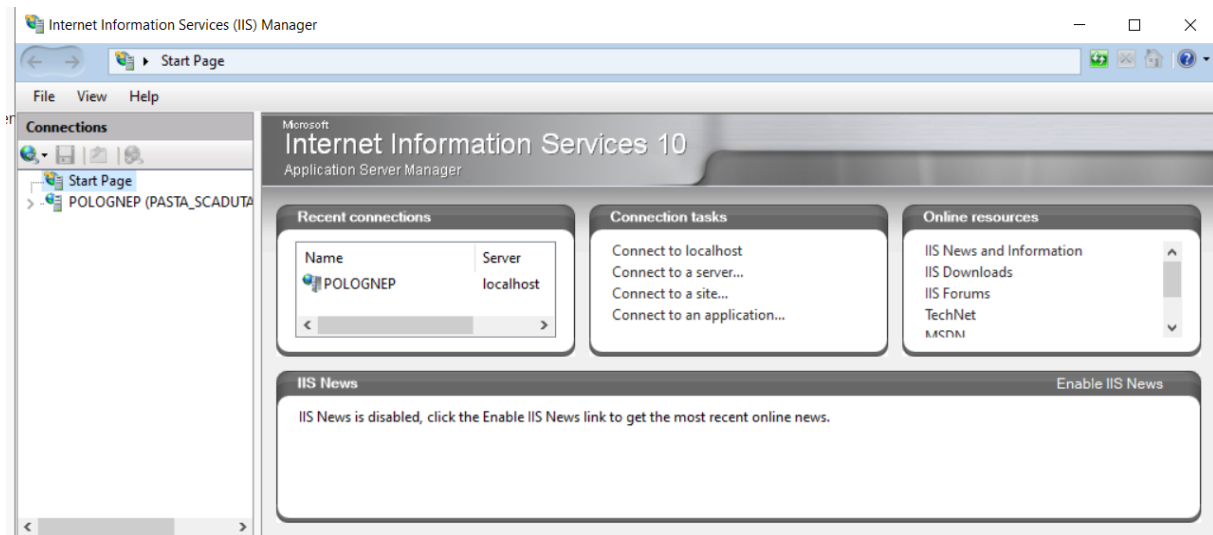 Internet Information Services (IIS) Manager
Start Page
File View Help
Connections
Start Page
POLOGNEP (PASTA_SCADUTA
Microsoft
Internet Information Services 10
Application Server Manager
Recent connections
Name Server
POLOGNEP localhost
Connection tasks
Connect to localhost
Connect to a server...
Connect to a site...
Connect to an application...
Online resources
IIS News and Information
IIS Downloads
IIS Forums
TechNet
MSDN
IIS News Enable IIS News
IIS News is disabled, click the Enable IIS News link to get the most recent online news.